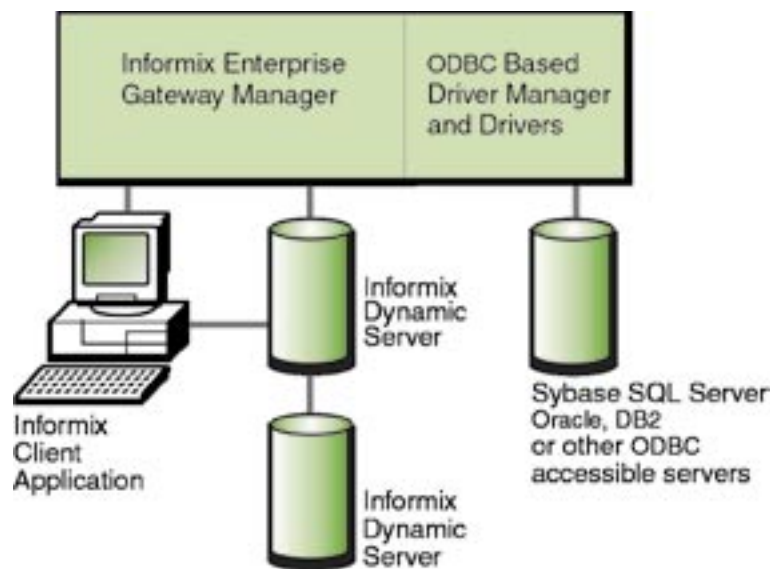 Informix Enterprise
Gateway Manager
ODBC Based
Driver Manager
and Drivers
Informix
Dynamic
Server
Informix
Client
Application
Sybase SQL Server
Oracle, DB2
or other ODBC
accessible servers
Informix
Dynamic
Server